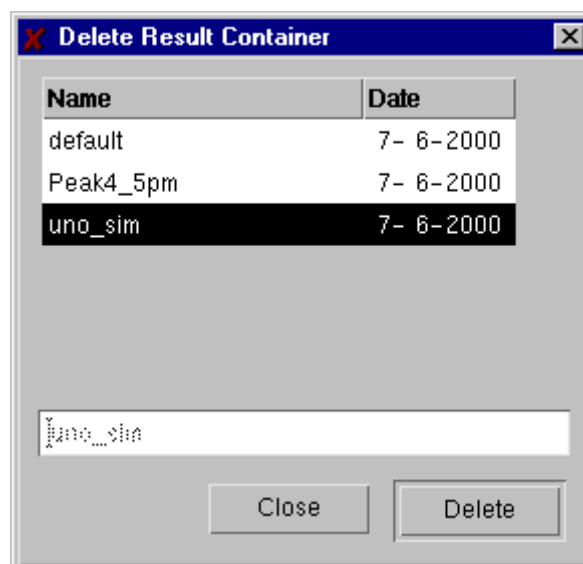 Delete Result Container
Name Date
default 7- 6-2000
Peak4_5pm 7- 6-2000
uno_sim 7- 6-2000
uno_sim
Close Delete